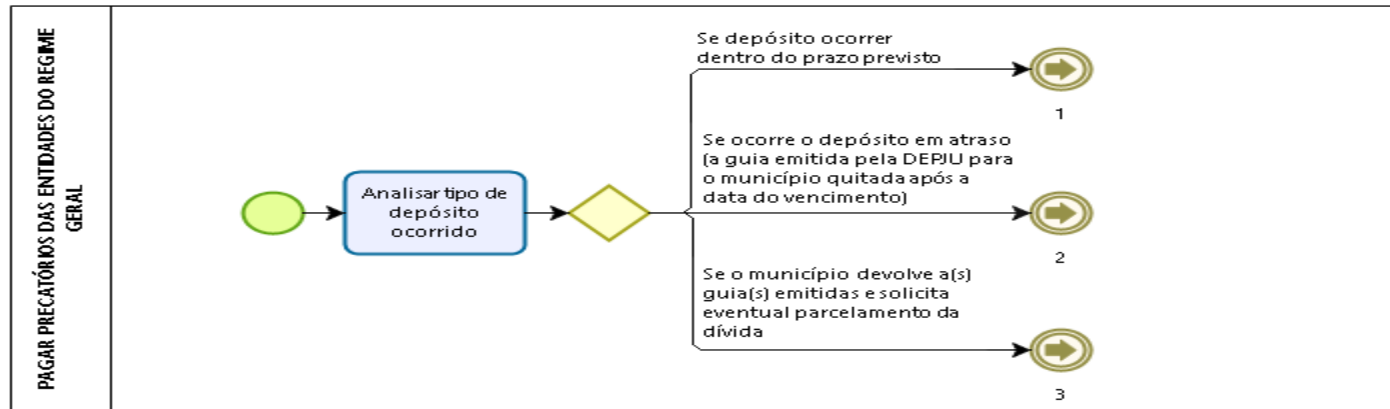 PAGAR PRECATÓRIOS DAS ENTIDADES DO REGIME
GERAL
Analisar tipo de
depósito
ocorrido
Se depósito ocorrer
dentro do prazo previsto
1
Se ocorre o depósito em atraso
(a guia emitida pela DEPJU para
o município quitada após a
data do vencimento)
2
Se o município devolve a(s)
guia(s) emitidas e solicita
eventual parcelamento da
dívida
3